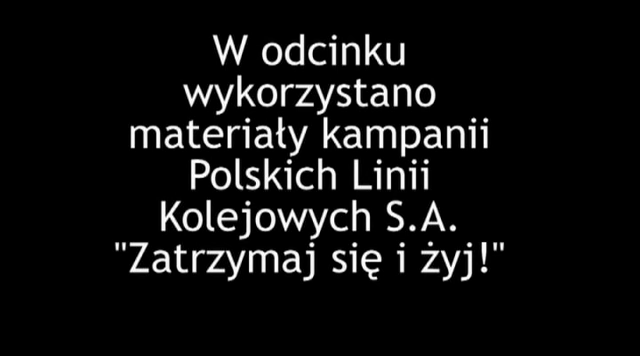 W odcinku
wykorzystano
materiały kampanii
Polskich Linii
Kolejowych S.A.
"Zatrzymaj się i żyj!"